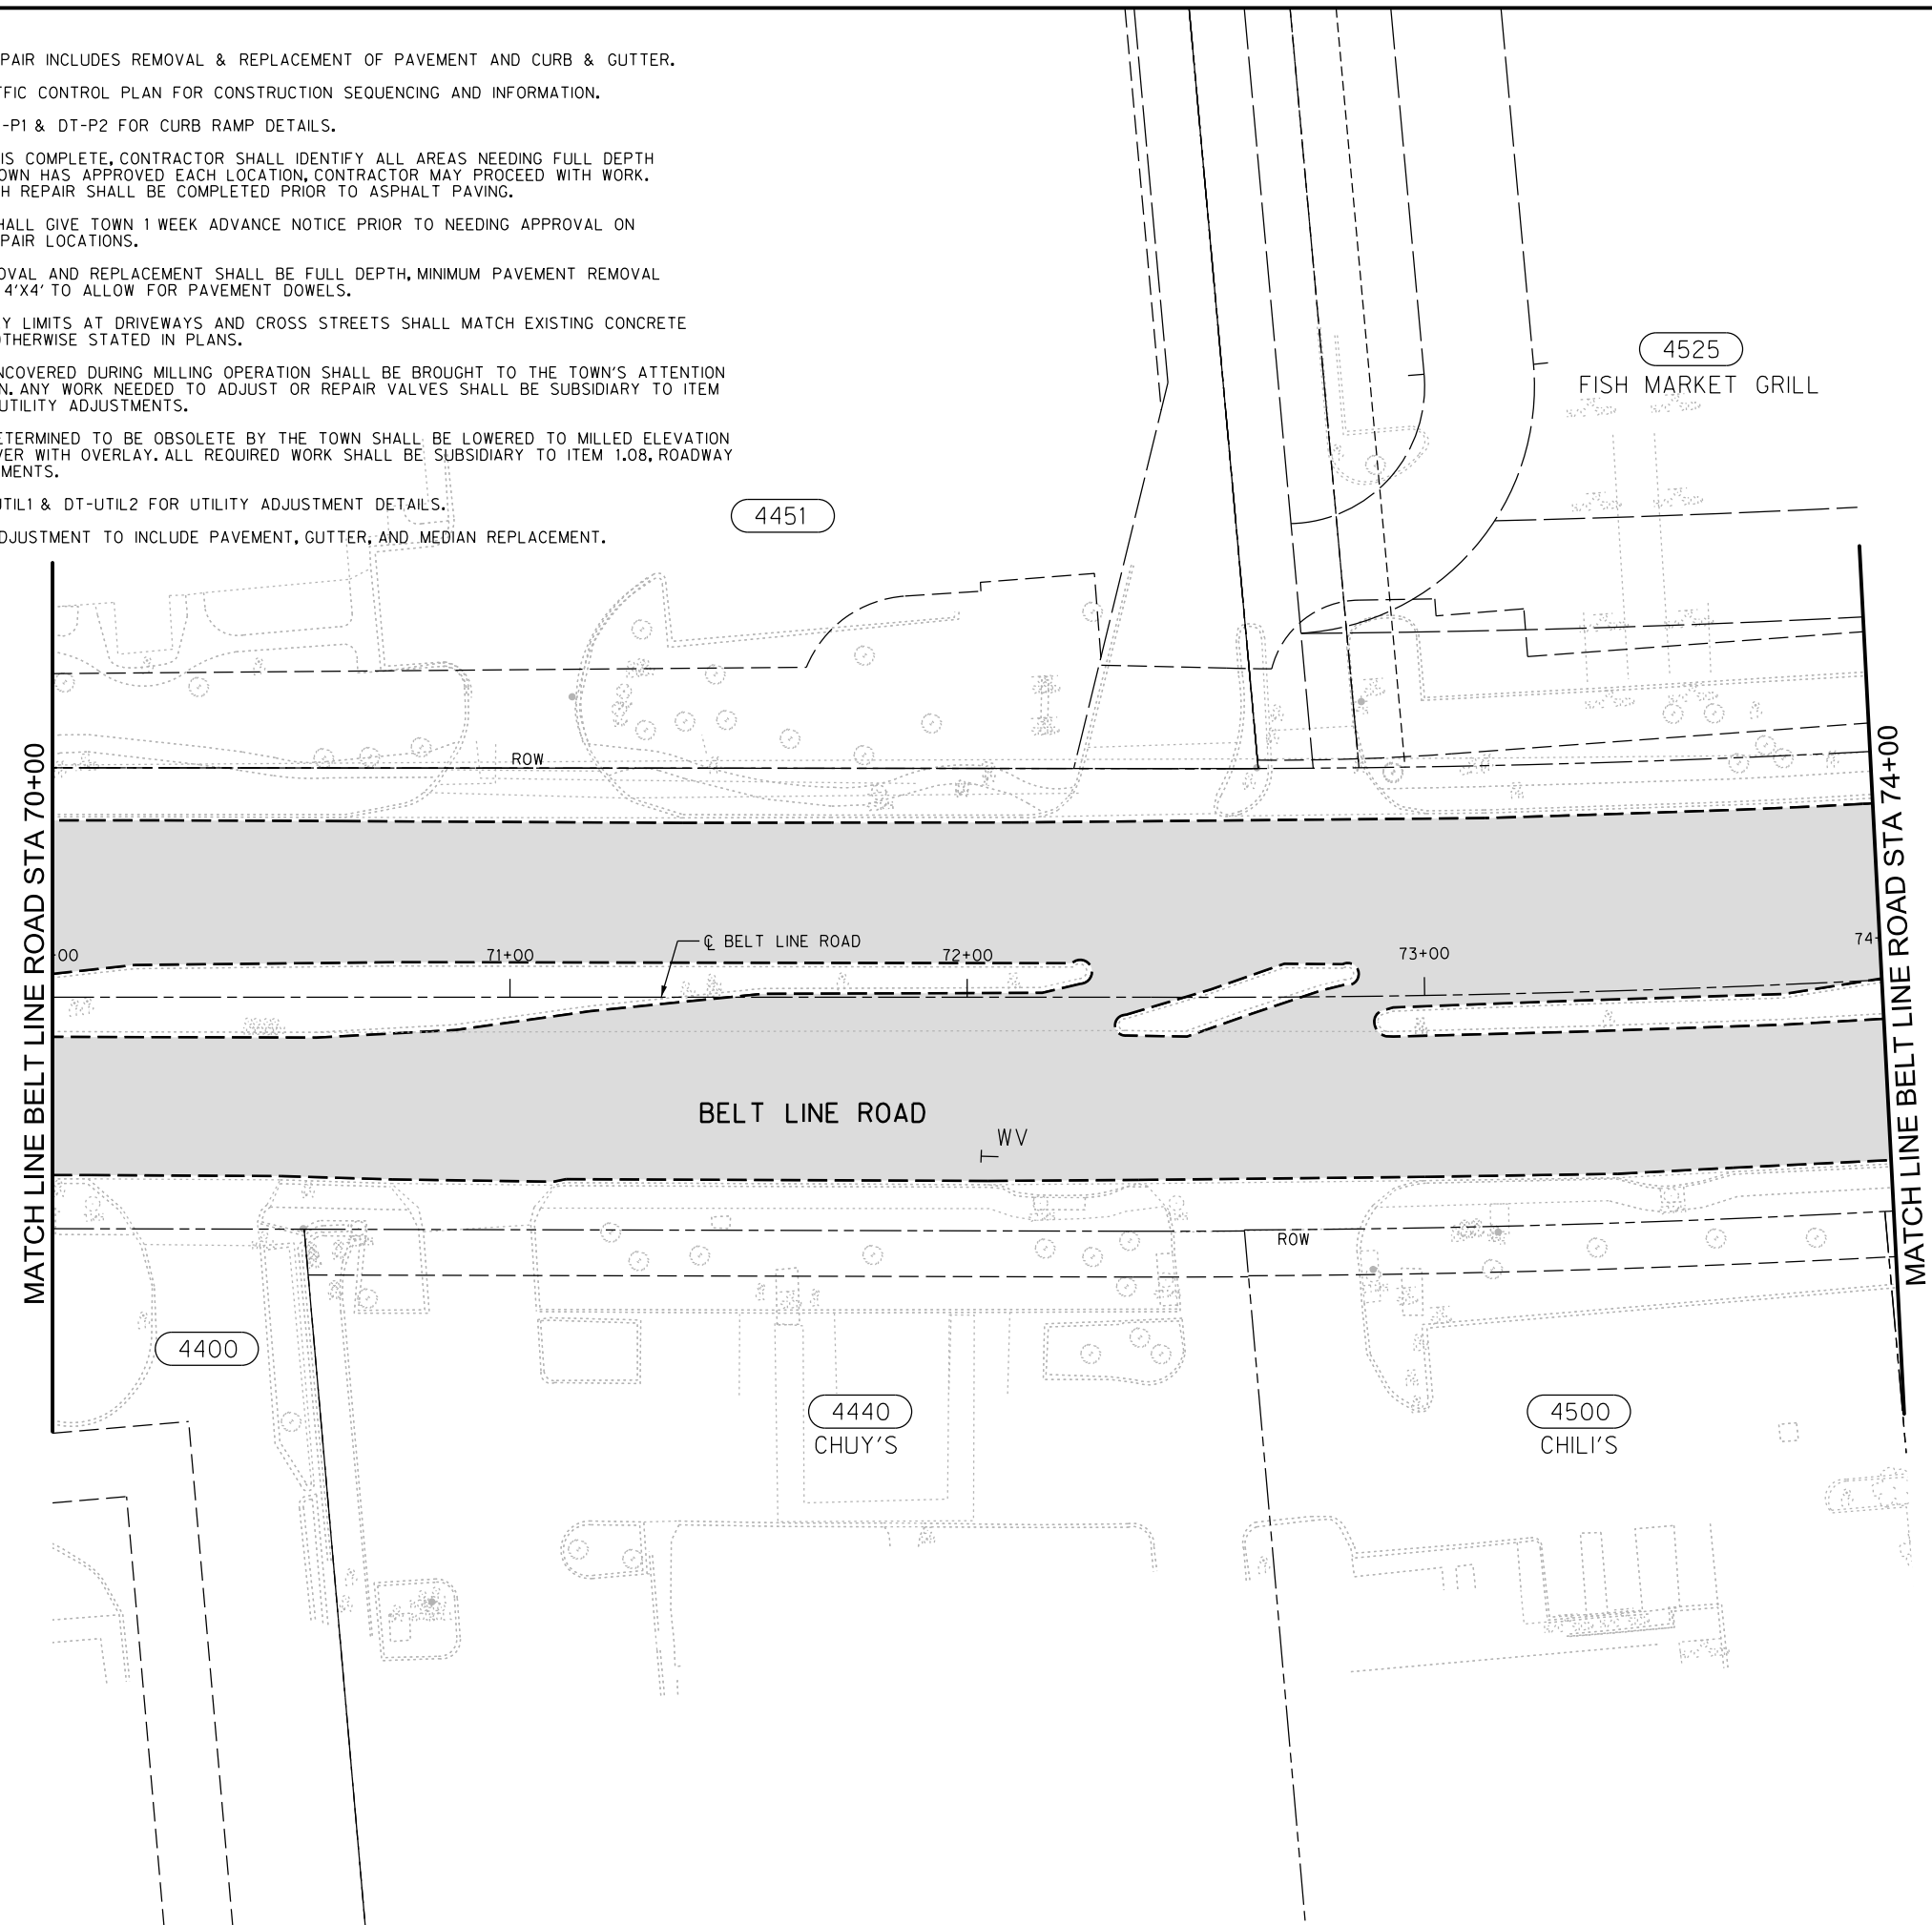 PAIR INCLUDES REMOVAL & REPLACEMENT OF PAVEMENT AND CURB & GUTTER.
FFIC CONTROL PLAN FOR CONSTRUCTION SEQUENCING AND INFORMATION.
-P1 & DT-P2 FOR CURB RAMP DETAILS.
IS COMPLETE, CONTRACTOR SHALL IDENTIFY ALL AREAS NEEDING FULL DEPTH
OWN HAS APPROVED EACH LOCATION, CONTRACTOR MAY PROCEED WITH WORK.
H REPAIR SHALL BE COMPLETED PRIOR TO ASPHALT PAVING.
HALL GIVE TOWN 1 WEEK ADVANCE NOTICE PRIOR TO NEEDING APPROVAL ON
PAIR LOCATIONS.
OVAL AND REPLACEMENT SHALL BE FULL DEPTH, MINIMUM PAVEMENT REMOVAL
4'X4' TO ALLOW FOR PAVEMENT DOWELS.
Y LIMITS AT DRIVEWAYS AND CROSS STREETS SHALL MATCH EXISTING CONCRETE
OTHERWISE STATED IN PLANS.
NCOVERED DURING MILLING OPERATION SHALL BE BROUGHT TO THE TOWN'S ATTENTION
N. ANY WORK NEEDED TO ADJUST OR REPAIR VALVES SHALL BE SUBSIDIARY TO ITEM
UTILITY ADJUSTMENTS.
ETERMINED TO BE OBSOLETE BY THE TOWN SHALL BE LOWERED TO MILLED ELEVATION
VER WITH OVERLAY. ALL REQUIRED WORK SHALL BE SUBSIDIARY TO ITEM 1.08, ROADWAY
MENTS.
UTIL1 & DT-UTIL2 FOR UTILITY ADJUSTMENT DETAILS.
DJUSTMENT TO INCLUDE PAVEMENT, GUTTER, AND MEDIAN REPLACEMENT.
4525
FISH MARKET GRILL
4451
ROW
MATCH LINE BELT LINE ROAD STA 70+00
MATCH LINE BELT LINE ROAD STA 74+00
00
71+00
℄ BELT LINE ROAD
72+00
73+00
74
BELT LINE ROAD
WV
ROW
4400
4440
CHUY'S
4500
CHILI'S